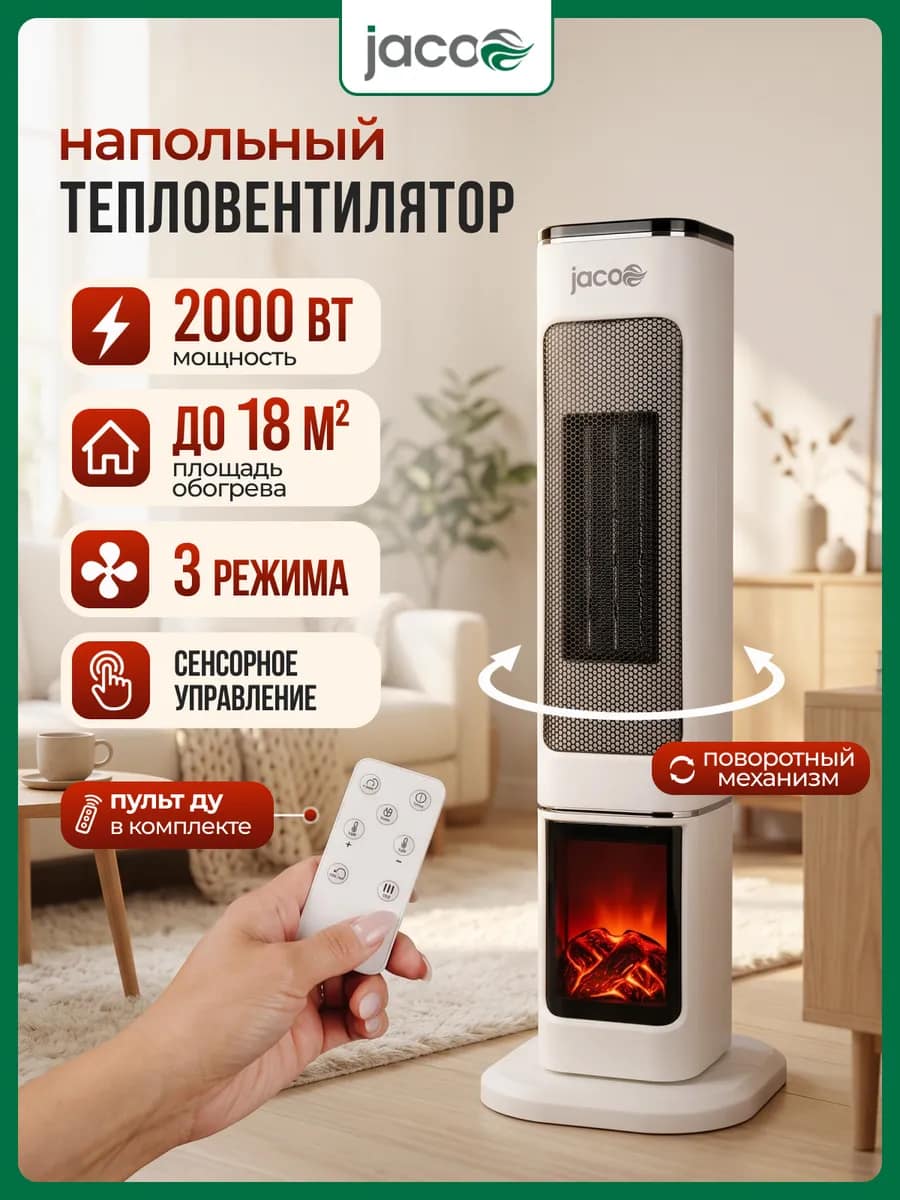 jaco
напольный
ТЕПЛОВЕНТИЛЯТОР
jaco
2000 ВТ
мощность
ДО 18 М²
площадь
обогрева
3 РЕЖИМА
СЕНСОРНОЕ
УПРАВЛЕНИЕ
поворотный
механизм
пульт ду
в комплекте
+
−